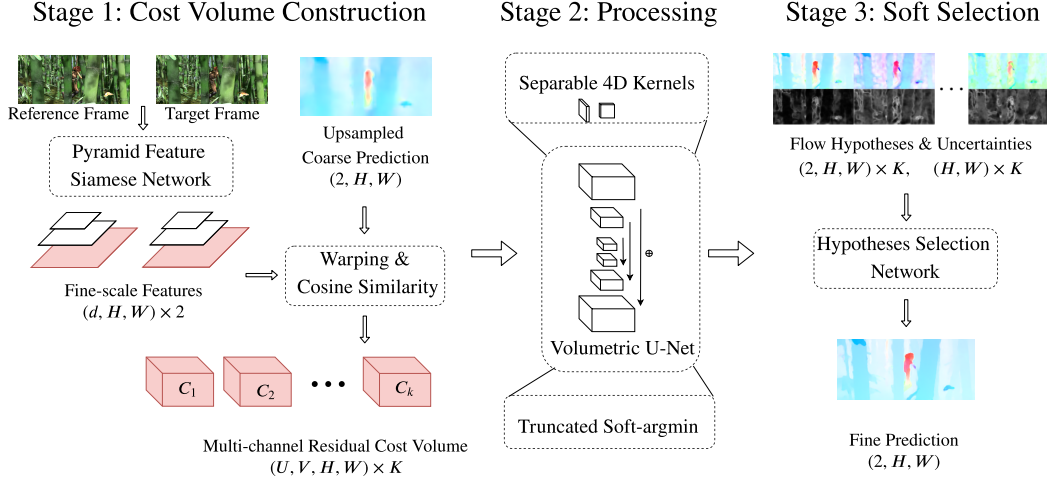 Stage 1: Cost Volume Construction
Reference Frame
Target Frame
Pyramid Feature
Siamese Network
Fine-scale Features
(d, H, W) × 2
Upsampled
Coarse Prediction
(2, H, W)
Warping &
Cosine Similarity
C1
C2
• • •
Ck
Multi-channel Residual Cost Volume
(U, V, H, W) × K
Stage 2: Processing
Separable 4D Kernels
⊕
Volumetric U-Net
Truncated Soft-argmin
Stage 3: Soft Selection
• • •
Flow Hypotheses & Uncertainties
(2, H, W) × K, (H, W) × K
Hypotheses Selection
Network
Fine Prediction
(2, H, W)